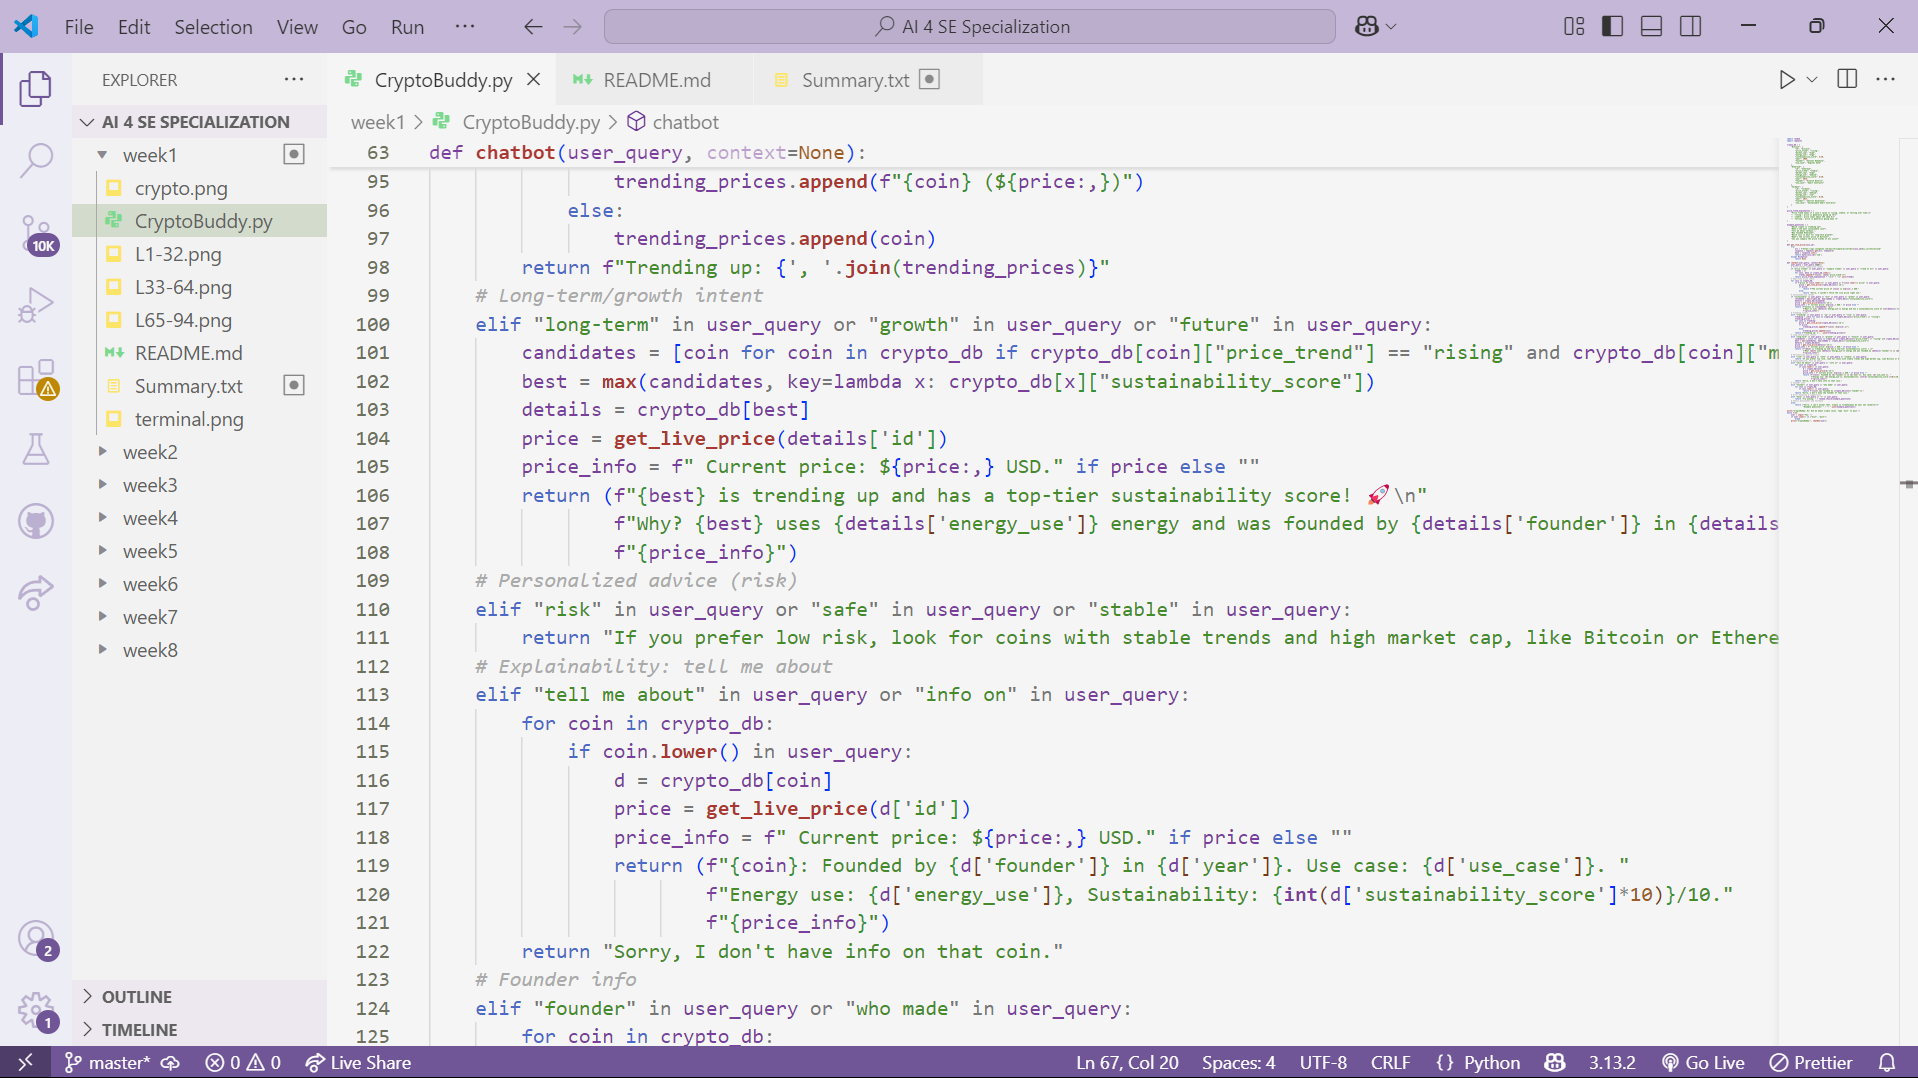 File Edit Selection View Go Run ··· AI 4 SE Specialization
EXPLORER ···
AI 4 SE SPECIALIZATION
week1
crypto.png
CryptoBuddy.py
L1-32.png
L33-64.png
L65-94.png
README.md
Summary.txt
terminal.png
week2
week3
week4
week5
week6
week7
week8
OUTLINE
TIMELINE
10K
2
1
CryptoBuddy.py README.md Summary.txt
week1 > CryptoBuddy.py > chatbot
63 def chatbot(user_query, context=None):
95 trending_prices.append(f"{coin} (${price:,})")
96 else:
97 trending_prices.append(coin)
98 return f"Trending up: {', '.join(trending_prices)}"
99 # Long-term/growth intent
100 elif "long-term" in user_query or "growth" in user_query or "future" in user_query:
101 candidates = [coin for coin in crypto_db if crypto_db[coin]["price_trend"] == "rising" and crypto_db[coin]["m
102 best = max(candidates, key=lambda x: crypto_db[x]["sustainability_score"])
103 details = crypto_db[best]
104 price = get_live_price(details['id'])
105 price_info = f" Current price: ${price:,} USD." if price else ""
106 return (f"{best} is trending up and has a top-tier sustainability score! 🚀\n"
107 f"Why? {best} uses {details['energy_use']} energy and was founded by {details['founder']} in {details
108 f"{price_info}")
109 # Personalized advice (risk)
110 elif "risk" in user_query or "safe" in user_query or "stable" in user_query:
111 return "If you prefer low risk, look for coins with stable trends and high market cap, like Bitcoin or Ethere
112 # Explainability: tell me about
113 elif "tell me about" in user_query or "info on" in user_query:
114 for coin in crypto_db:
115 if coin.lower() in user_query:
116 d = crypto_db[coin]
117 price = get_live_price(d['id'])
118 price_info = f" Current price: ${price:,} USD." if price else ""
119 return (f"{coin}: Founded by {d['founder']} in {d['year']}. Use case: {d['use_case']}. "
120 f"Energy use: {d['energy_use']}, Sustainability: {int(d['sustainability_score']*10)}/10."
121 f"{price_info}")
122 return "Sorry, I don't have info on that coin."
123 # Founder info
124 elif "founder" in user_query or "who made" in user_query:
125 for coin in crypto_db:
master* 0 0 Live Share Ln 67, Col 20 Spaces: 4 UTF-8 CRLF {} Python 3.13.2 Go Live Prettier